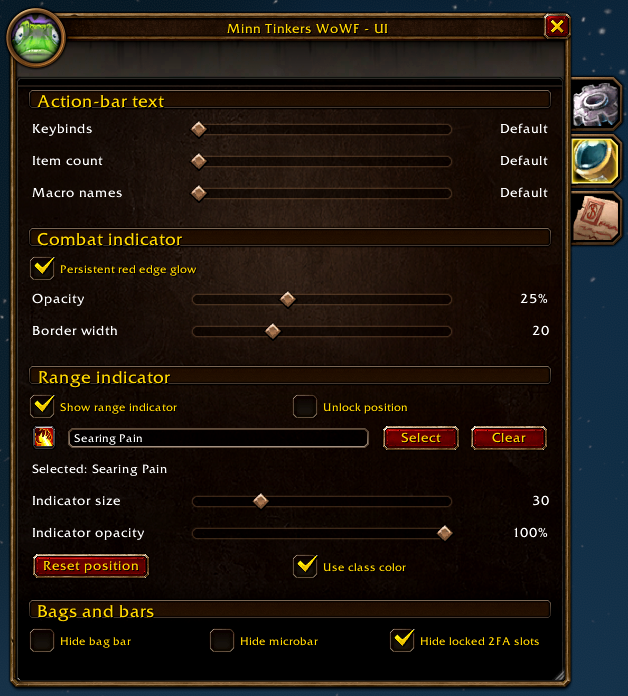 Minn Tinkers WoWF - UI
Action-bar text
Keybinds Default
Item count Default
Macro names Default
Combat indicator
Persistent red edge glow
Opacity 25%
Border width 20
Range indicator
Show range indicator Unlock position
Searing Pain Select Clear
Selected: Searing Pain
Indicator size 30
Indicator opacity 100%
Reset position Use class color
Bags and bars
Hide bag bar Hide microbar Hide locked 2FA slots